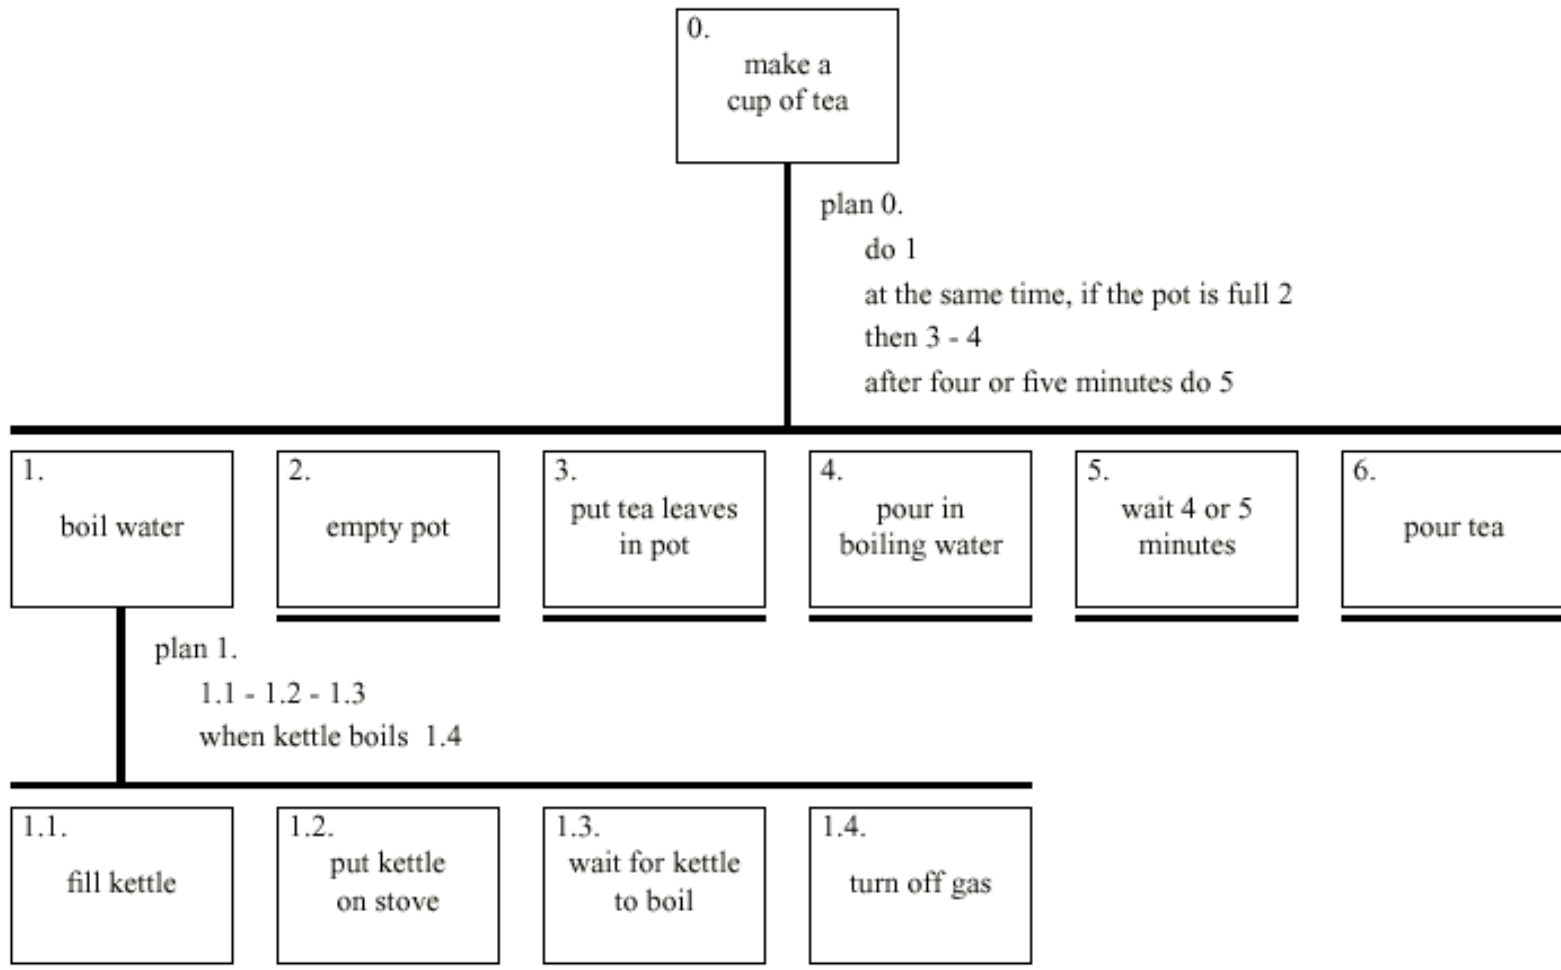 0.
make a
cup of tea
plan 0.
do 1
at the same time, if the pot is full 2
then 3 - 4
after four or five minutes do 5
1.
boil water
2.
empty pot
3.
put tea leaves
in pot
4.
pour in
boiling water
5.
wait 4 or 5
minutes
6.
pour tea
plan 1.
1.1 - 1.2 - 1.3
when kettle boils 1.4
1.1.
fill kettle
1.2.
put kettle
on stove
1.3.
wait for kettle
to boil
1.4.
turn off gas